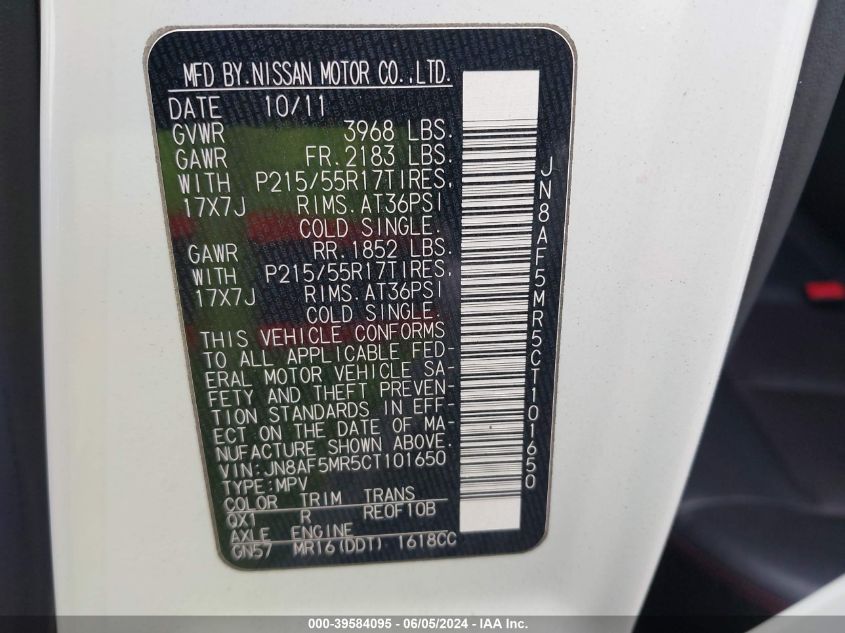 MFD BY.NISSAN MOTOR CO.,LTD.
DATE 10/11
GVWR 3968 LBS.
GAWR FR.2183 LBS.
WITH P215/55R17TIRES,
17X7J RIMS.AT36PSI
COLD SINGLE.
GAWR RR.1852 LBS.
WITH P215/55R17TIRES,
17X7J RIMS.AT36PSI
COLD SINGLE.
THIS VEHICLE CONFORMS
TO ALL APPLICABLE FED-
ERAL MOTOR VEHICLE SA-
FETY AND THEFT PREVEN-
TION STANDARDS IN EFF-
ECT ON THE DATE OF MA-
NUFACTURE SHOWN ABOVE.
VIN:JN8AF5MR5CT101650
TYPE:MPV
COLOR TRIM TRANS
QX1 R RE0F10B
AXLE ENGINE
GN57 MR16(DDT) 1618CC
JN8AF5MR5CT101650
000-39584095 - 06/05/2024 - IAA Inc.